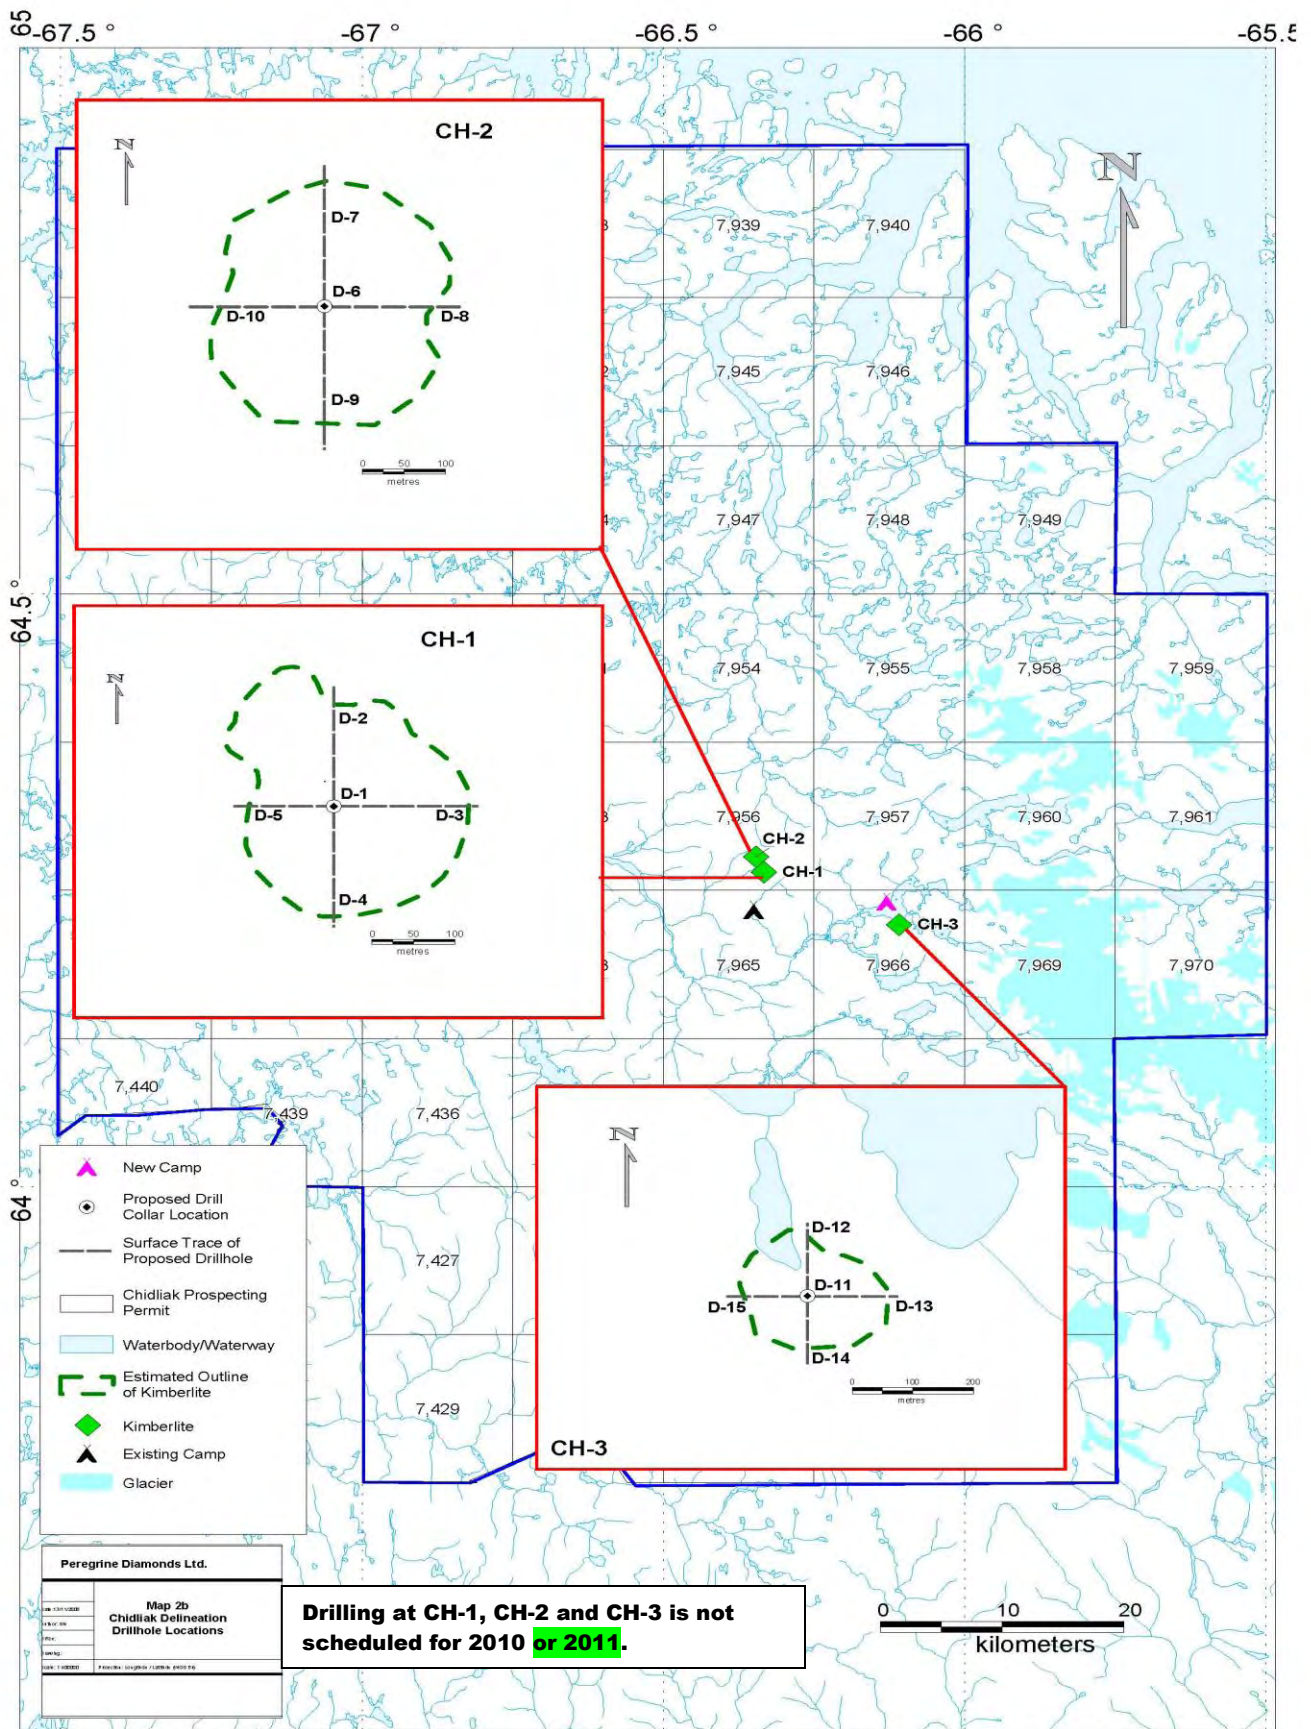 65
-67.5 °
-67 °
-66.5 °
-66 °
-65.5
64.5 °
64 °
CH-2
N
D-7
D-6
D-10
D-8
D-9
0 50 100
metres
N
7,939
7,940
7,945
7,946
7,947
7,948
7,949
CH-1
N
D-2
D-1
D-5
D-3
D-4
0 50 100
metres
7,954
7,955
7,958
7,959
7,956
7,957
7,960
7,961
CH-2
CH-1
CH-3
7,965
7,966
7,969
7,970
7,440
7,439
7,436
7,427
7,429
N
D-12
D-11
D-15
D-13
D-14
0 100 200
metres
CH-3
New Camp
Proposed Drill
Collar Location
Surface Trace of
Proposed Drillhole
Chidliak Prospecting
Permit
Waterbody/Waterway
Estimated Outline
of Kimberlite
Kimberlite
Existing Camp
Glacier
Peregrine Diamonds Ltd.
Map 2b
Chidliak Delineation
Drillhole Locations
Drilling at CH-1, CH-2 and CH-3 is not
scheduled for 2010 or 2011.
0 10 20
kilometers